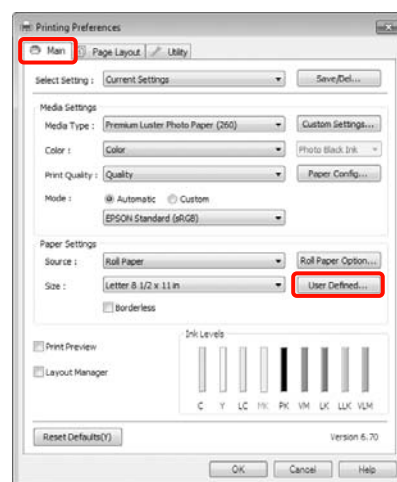 Printing Preferences
Main Page Layout Utility
Select Setting : Current Settings Save/Del...
Media Settings
Media Type : Premium Luster Photo Paper (260) Custom Settings...
Color : Color Photo Black Ink
Print Quality : Quality Paper Config...
Mode : Automatic Custom
EPSON Standard (sRGB)
Paper Settings
Source : Roll Paper Roll Paper Option...
Size : Letter 8 1/2 x 11 in User Defined...
Borderless
Ink Levels
Print Preview
Layout Manager
C Y LC MK PK VM LK LLK VLM
Reset Defaults(Y) Version 6.70
OK Cancel Help